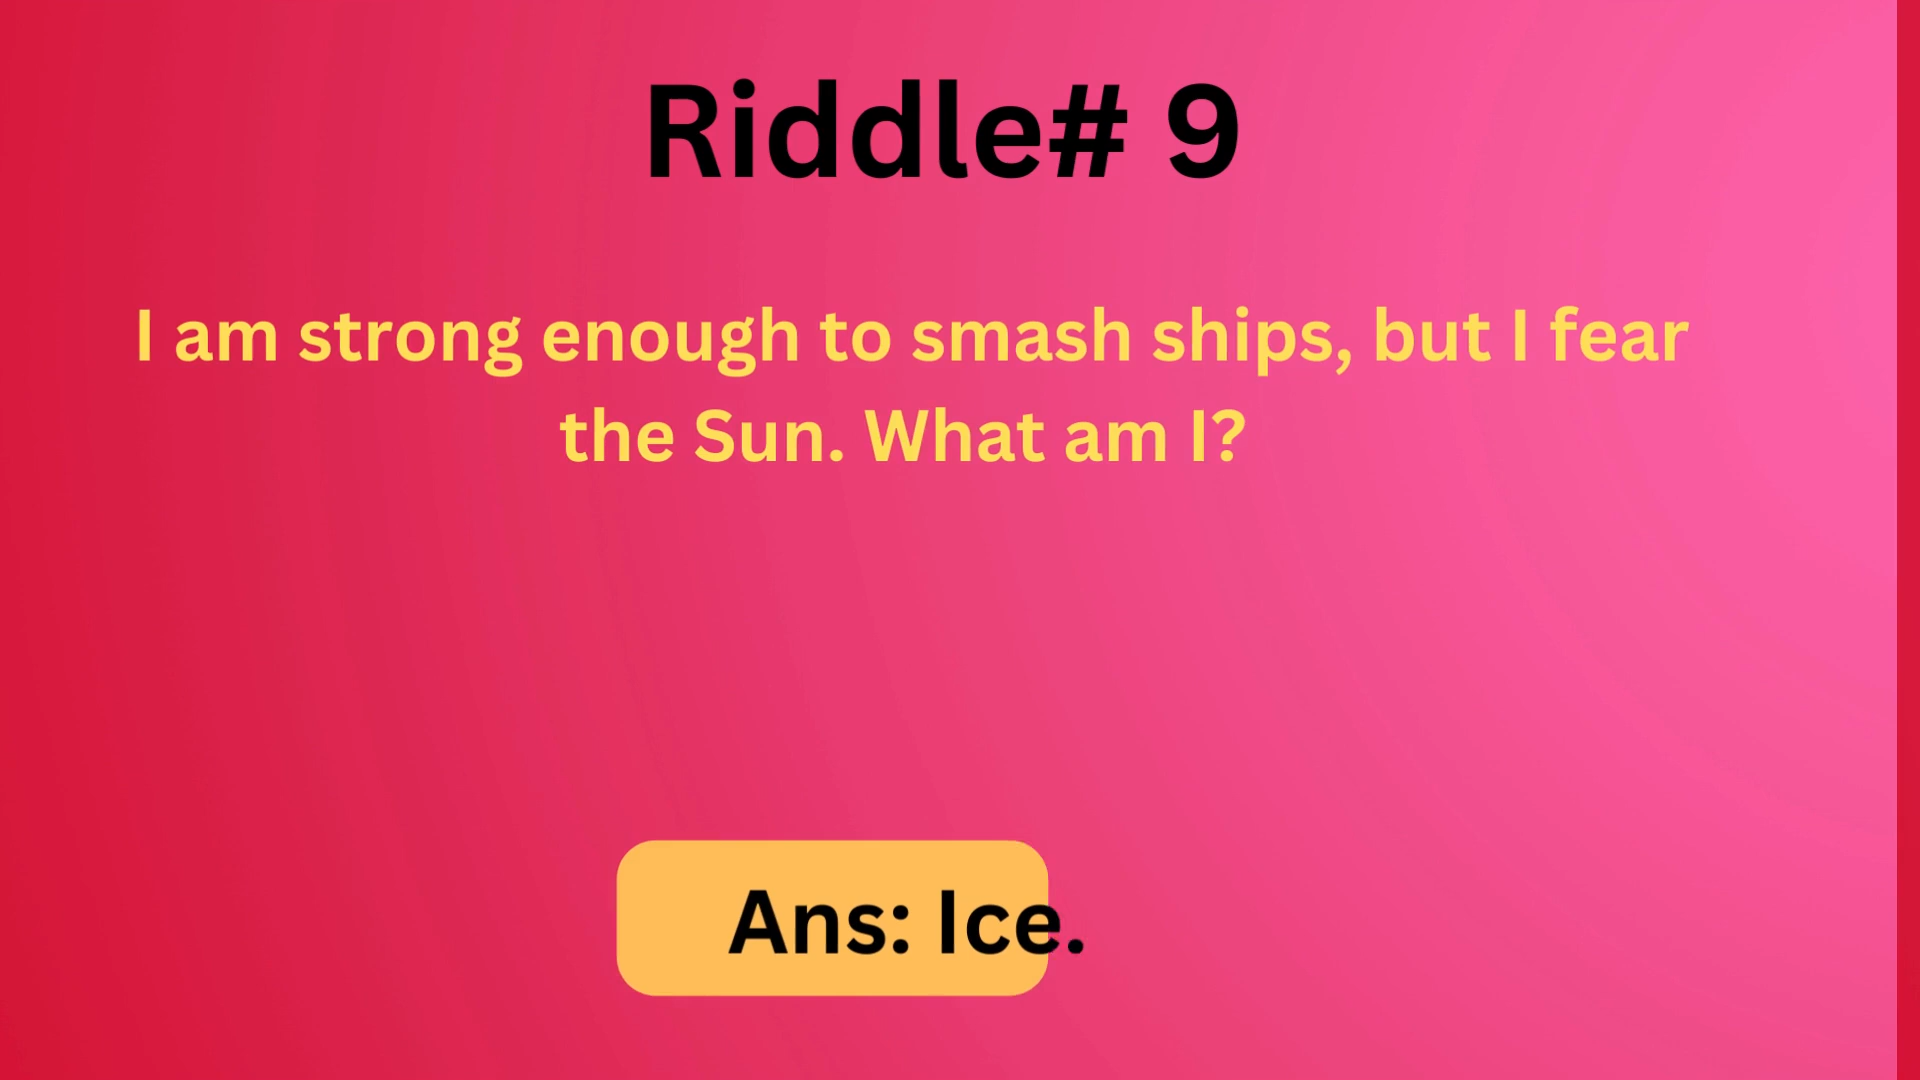 Riddle# 9
I am strong enough to smash ships, but I fear
the Sun. What am I?
Ans: Ice.